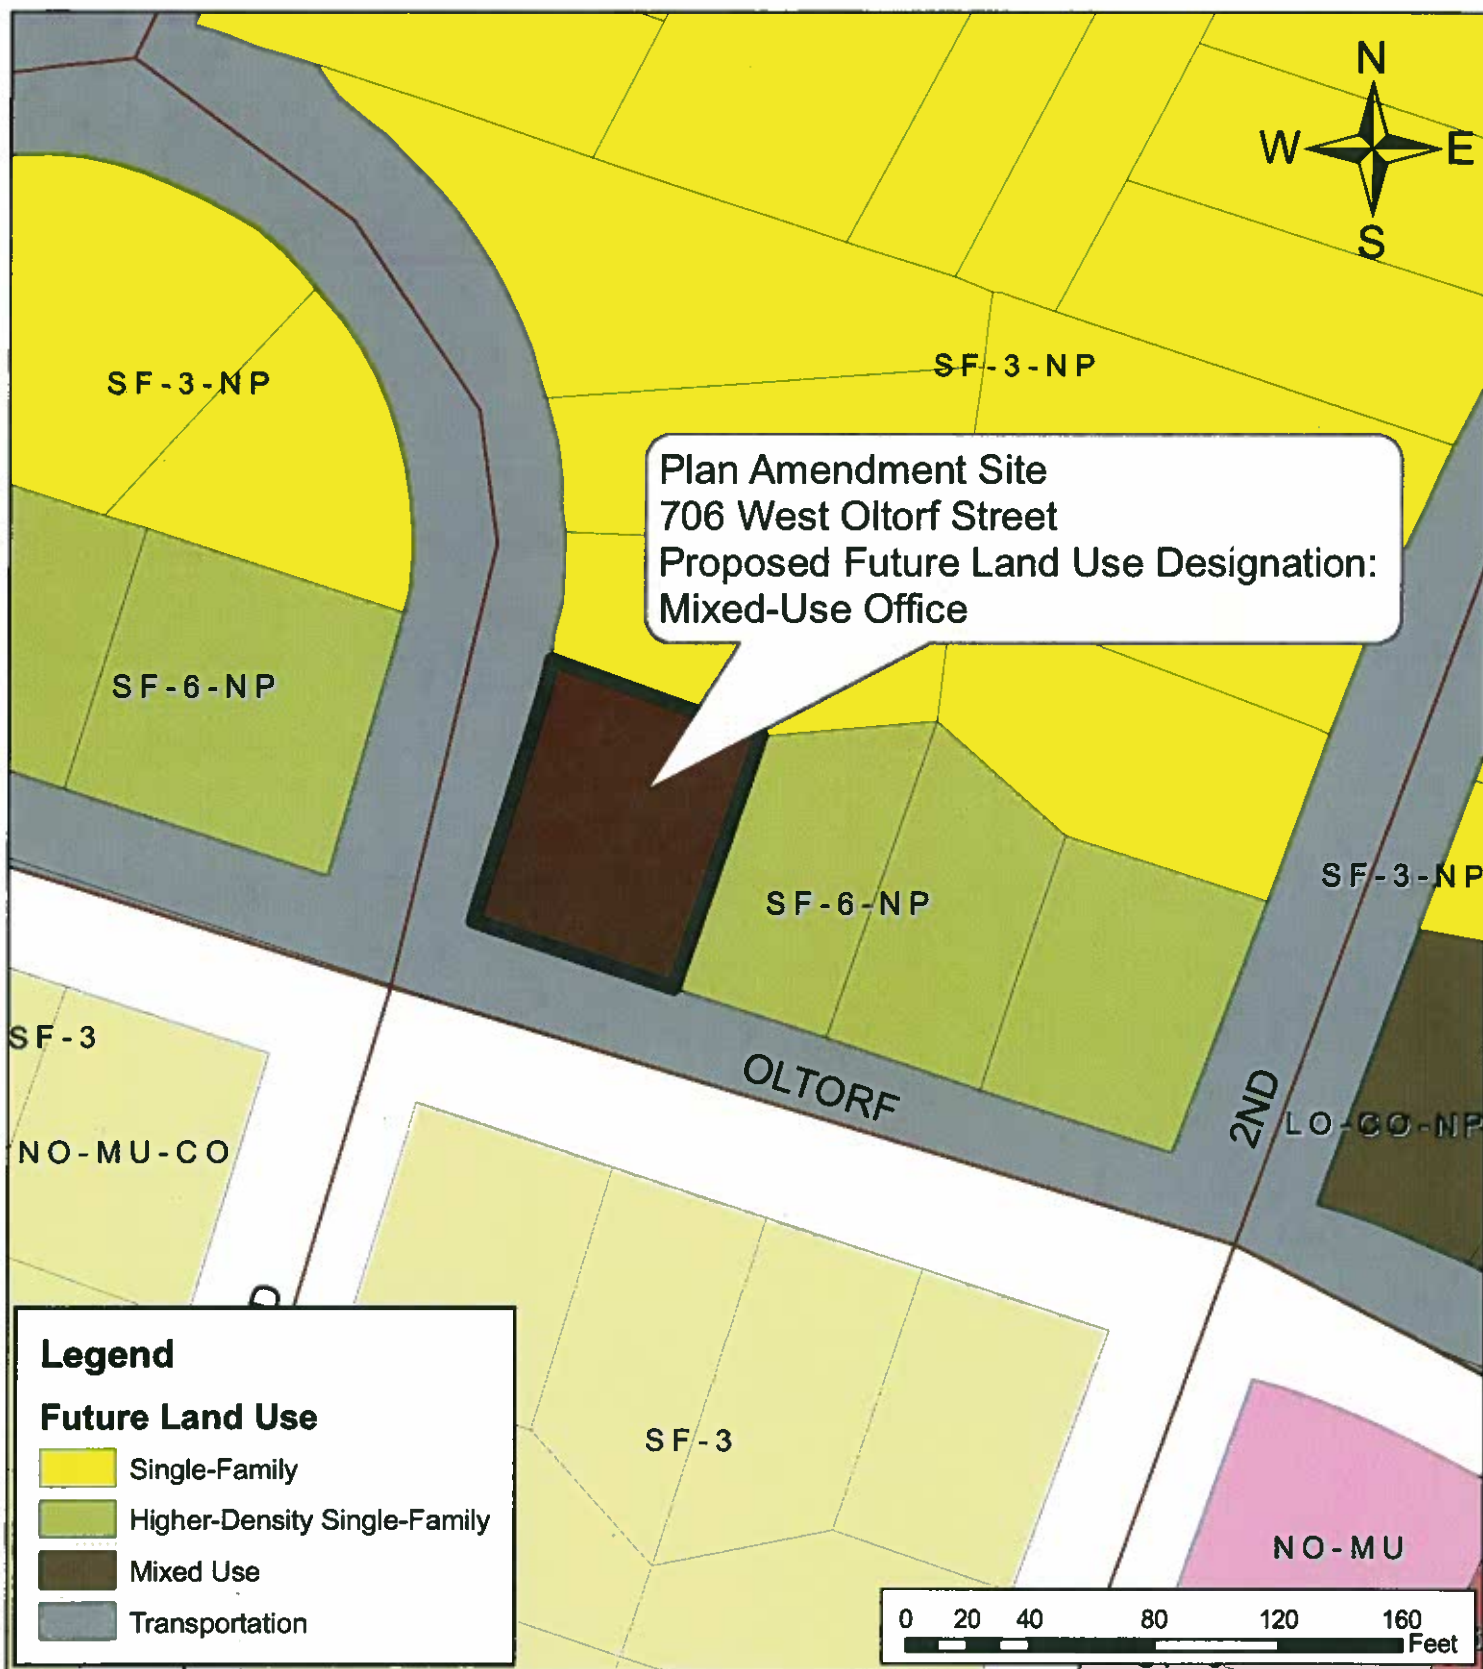 N
W E
S
SF-3-NP
SF-3-NP
Plan Amendment Site
706 West Oltorf Street
Proposed Future Land Use Designation:
Mixed-Use Office
SF-6-NP
SF-3-NP
SF-6-NP
SF-3
OLTORF
2ND
LO-CO-NP
NO-MU-CO
D
Legend
Future Land Use
Single-Family
Higher-Density Single-Family
Mixed Use
Transportation
SF-3
NO-MU
0 20 40 80 120 160
Feet